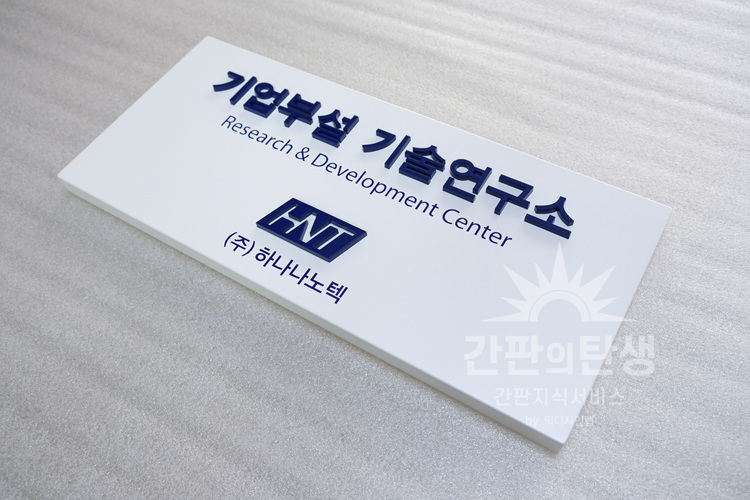 기업부설 기술연구소
Research & Development Center
HNT
(주) 하나나노텍
간판의탄생
간판지식서비스
by